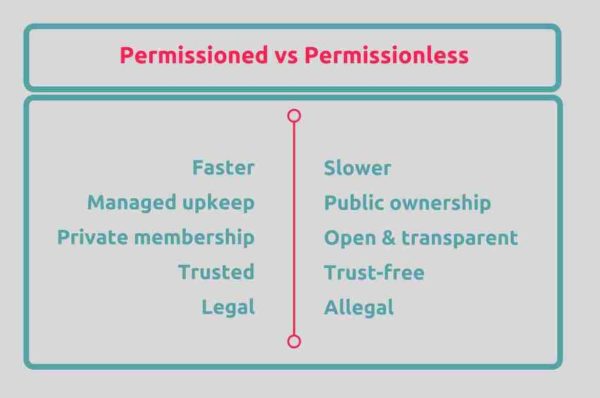 Permissioned vs Permissionless
Faster Slower
Managed upkeep Public ownership
Private membership Open & transparent
Trusted Trust-free
Legal Allegal